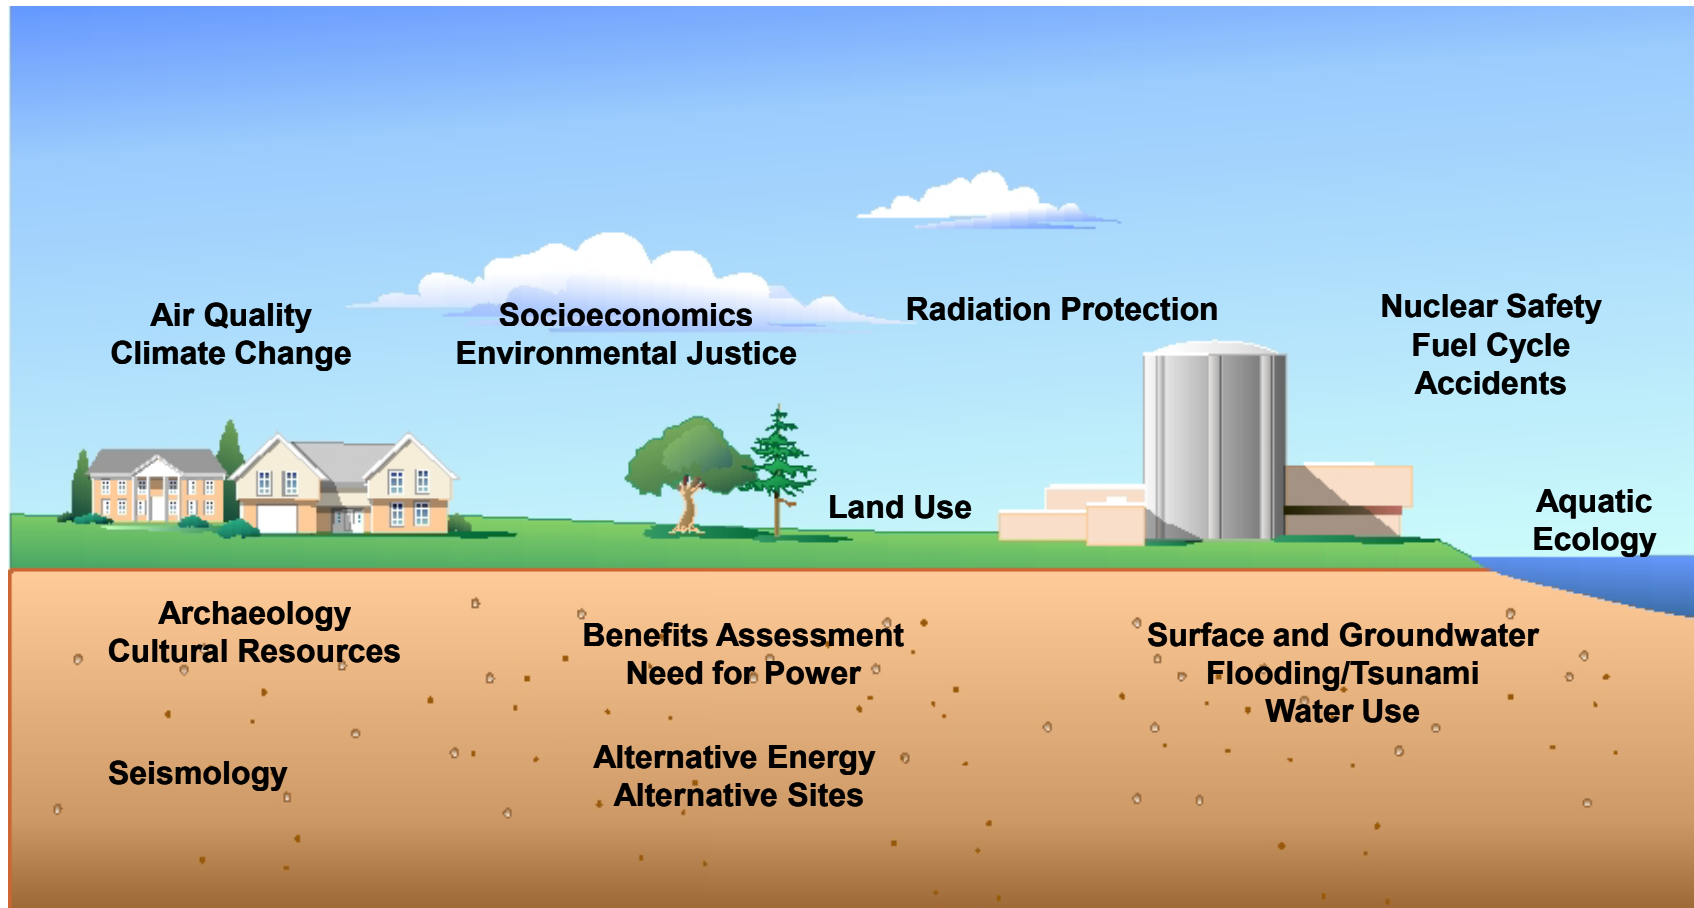 Air Quality
Climate Change
Socioeconomics
Environmental Justice
Radiation Protection
Nuclear Safety
Fuel Cycle
Accidents
Land Use
Aquatic
Ecology
Archaeology
Cultural Resources
Benefits Assessment
Need for Power
Surface and Groundwater
Flooding/Tsunami
Water Use
Seismology
Alternative Energy
Alternative Sites